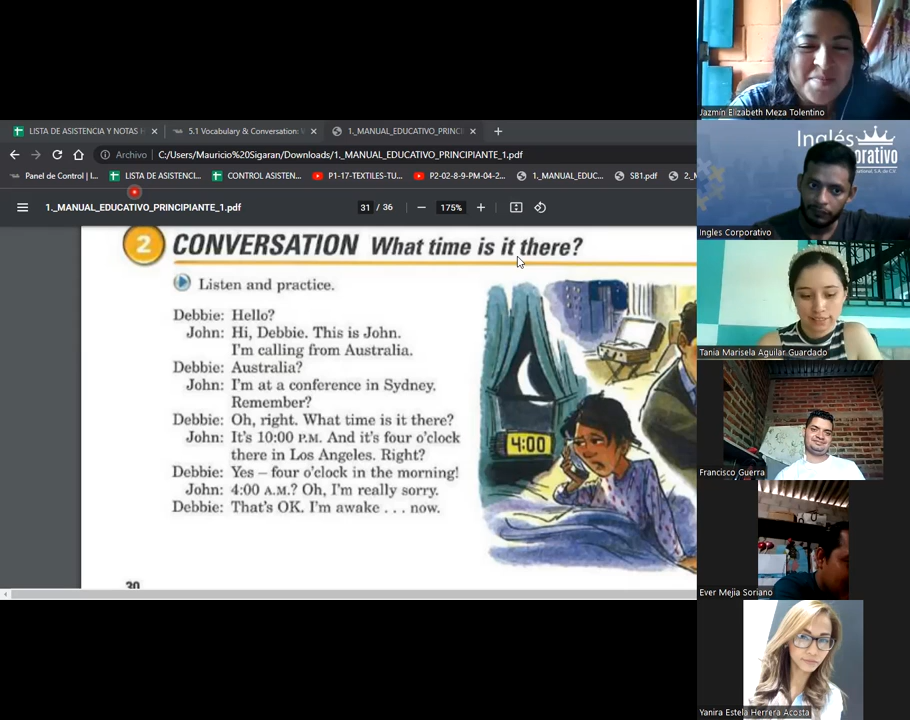 LISTA DE ASISTENCIA Y NOTAS H
5.1 Vocabulary & Conversation:
1._MANUAL_EDUCATIVO_PRINCI
Archivo
C:/Users/Mauricio%20Sigaran/Downloads/1._MANUAL_EDUCATIVO_PRINCIPIANTE_1.pdf
Panel de Control | I...
LISTA DE ASISTENCI...
CONTROL ASISTEN...
P1-17-TEXTILES-TU...
P2-02-8-9-PM-04-2...
1._MANUAL_EDUC...
SB1.pdf
2._M
1._MANUAL_EDUCATIVO_PRINCIPIANTE_1.pdf
31 / 36
175%
2 CONVERSATION What time is it there?
Listen and practice.
Debbie: Hello?
John: Hi, Debbie. This is John.
I'm calling from Australia.
Debbie: Australia?
John: I'm at a conference in Sydney.
Remember?
Debbie: Oh, right. What time is it there?
John: It's 10:00 P.M. And it's four o'clock
there in Los Angeles. Right?
Debbie: Yes – four o'clock in the morning!
John: 4:00 A.M.? Oh, I'm really sorry.
Debbie: That's OK. I'm awake . . . now.
4:00
30
Jazmín Elizabeth Meza Tolentino
Inglés
orativo
Ingles Corporativo
Tania Marisela Aguilar Guardado
Francisco Guerra
Ever Mejia Soriano
Yanira Estela Herrera Acosta